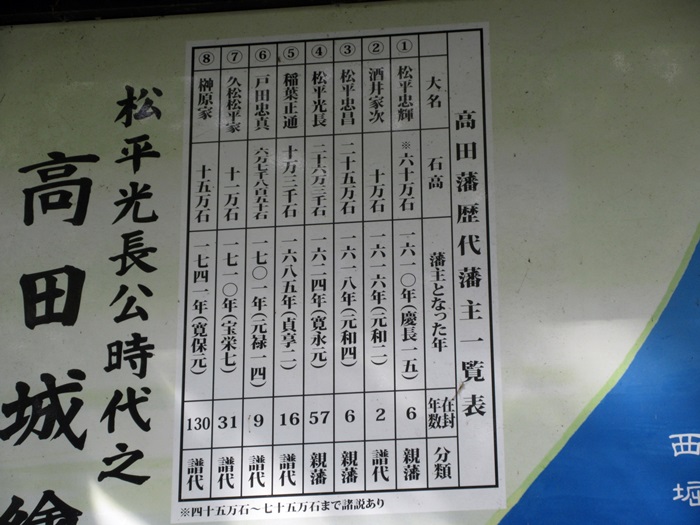 高田藩歴代藩主一覧表
大名 石高 藩主となった年 在封年数 分類
① 松平忠輝 ※六十万石 一六一〇年(慶長一五) 6 親藩
② 酒井家次 十万石 一六一六年(元和二) 2 譜代
③ 松平忠昌 二十五万石 一六一八年(元和四) 6 親藩
④ 松平光長 二十六万三千石 一六二四年(寛永元) 57 親藩
⑤ 稲葉正通 十万三千石 一六八五年(貞享二) 16 譜代
⑥ 戸田忠真 六万七千八百五十石 一七〇一年(元禄一四) 9 譜代
⑦ 久松松平家 十一万石 一七一〇年(宝栄七) 31 譜代
⑧ 榊原家 十五万石 一七四一年(寛保元) 130 譜代
※四十五万石~七十五万石まで諸説あり
松平光長公時代之
高田城繪
西
堀